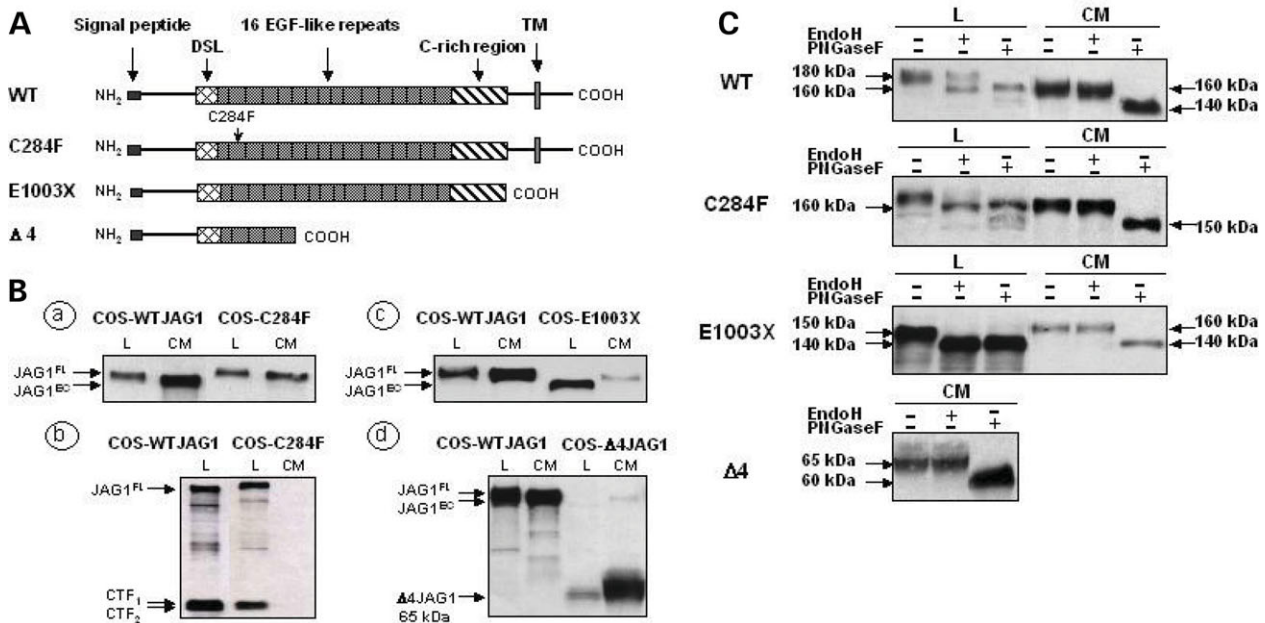 A
Signal peptide
16 EGF-like repeats
TM
DSL
C-rich region
WT
NH2
COOH
C284F
C284F
NH2
COOH
E1003X
NH2
COOH
Δ4
NH2
COOH
B
a
COS-WTJAG1 COS-C284F
L CM L CM
JAG1FL
JAG1EC
b
COS-WTJAG1 COS-C284F
L L CM
JAG1FL
CTF1
CTF2
c
COS-WTJAG1 COS-E1003X
L CM L CM
JAG1FL
JAG1EC
d
COS-WTJAG1 COS-Δ4JAG1
L CM L CM
JAG1FL
JAG1EC
Δ4JAG1
65 kDa
C
L CM
EndoH - + - - + -
PNGaseF - - + - - +
WT
180 kDa
160 kDa
160 kDa
140 kDa
L CM
EndoH - + - - + -
PNGaseF - - + - - +
C284F
160 kDa
150 kDa
L CM
EndoH - + - - + -
PNGaseF - - + - - +
E1003X
150 kDa
140 kDa
160 kDa
140 kDa
CM
EndoH - + -
PNGaseF - - +
Δ4
65 kDa
60 kDa